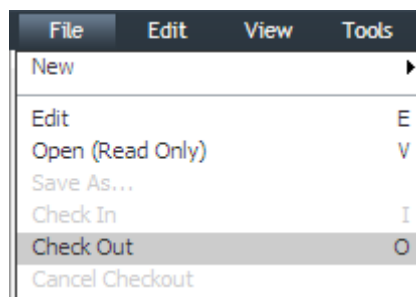 File Edit View Tools
New
Edit E
Open (Read Only) V
Save As...
Check In I
Check Out O
Cancel Checkout